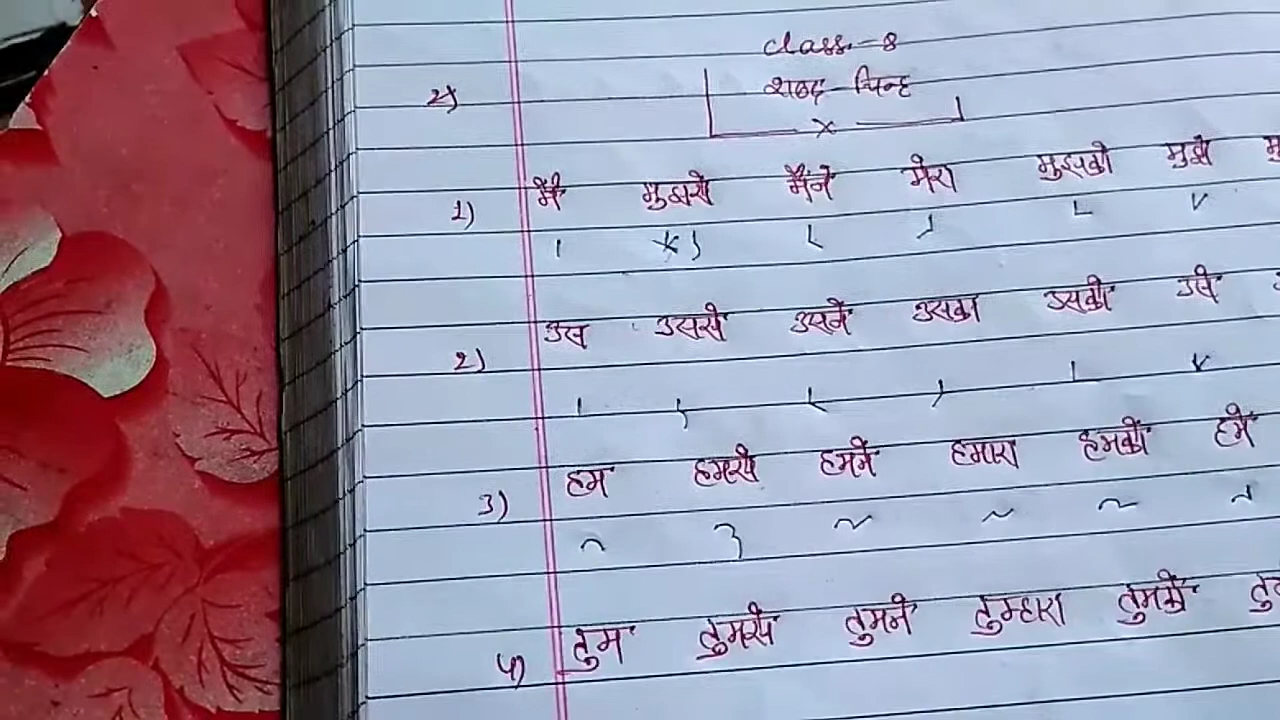 class-8
2) शब्द-चिन्ह
1) मैं मुझसे मैंने मेरा मुझको मुझे
2) उस उससे उसने उसका उसको उसे
3) हम हमसे हमने हमारा हमको हमें
4) तुम तुमसे तुमने तुम्हारा तुमको